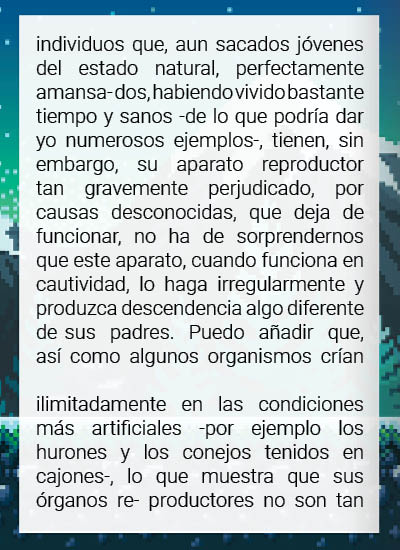 individuos que, aun sacados jóvenes
del estado natural, perfectamente
amansa- dos, habiendo vivido bastante
tiempo y sanos -de lo que podría dar
yo numerosos ejemplos-, tienen, sin
embargo, su aparato reproductor
tan gravemente perjudicado, por
causas desconocidas, que deja de
funcionar, no ha de sorprendernos
que este aparato, cuando funciona en
cautividad, lo haga irregularmente y
produzca descendencia algo diferente
de sus padres. Puedo añadir que,
así como algunos organismos crían
ilimitadamente en las condiciones
más artificiales -por ejemplo los
hurones y los conejos tenidos en
cajones-, lo que muestra que sus
órganos re- productores no son tan